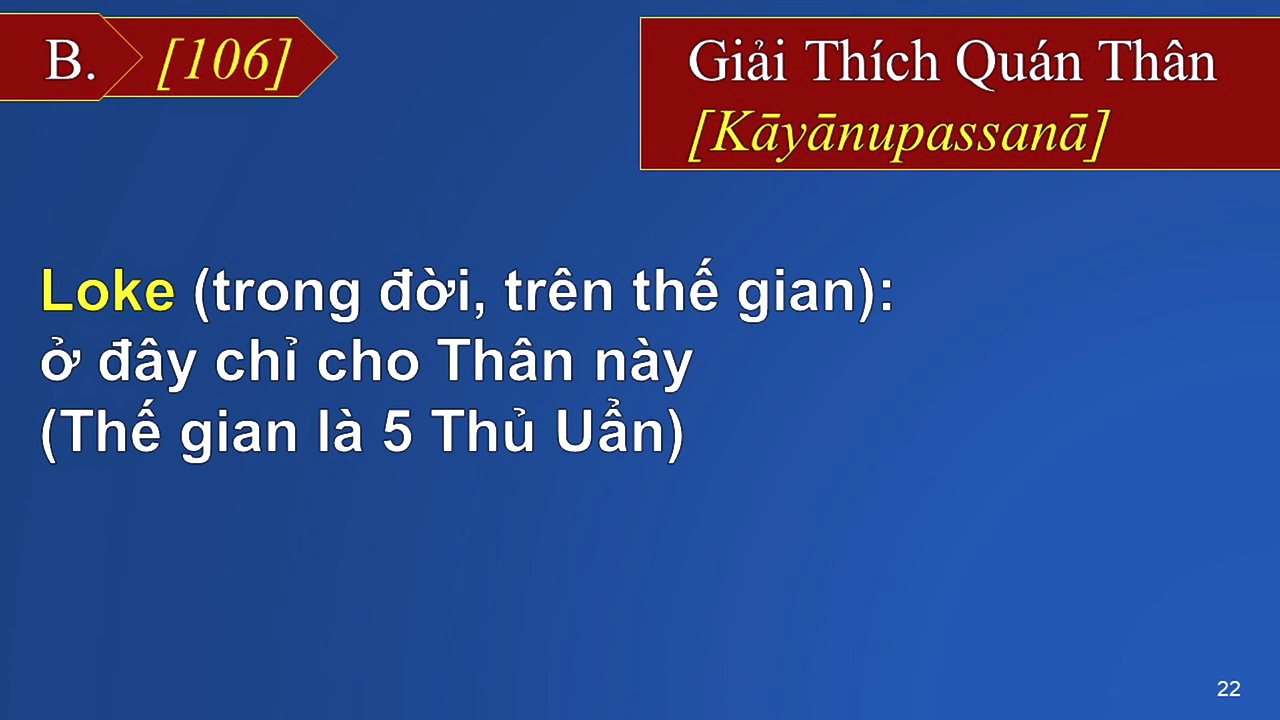 B. [106]
Giải Thích Quán Thân
[Kāyānupassanā]
Loke (trong đời, trên thế gian):
ở đây chỉ cho Thân này
(Thế gian là 5 Thủ Uẩn)
22